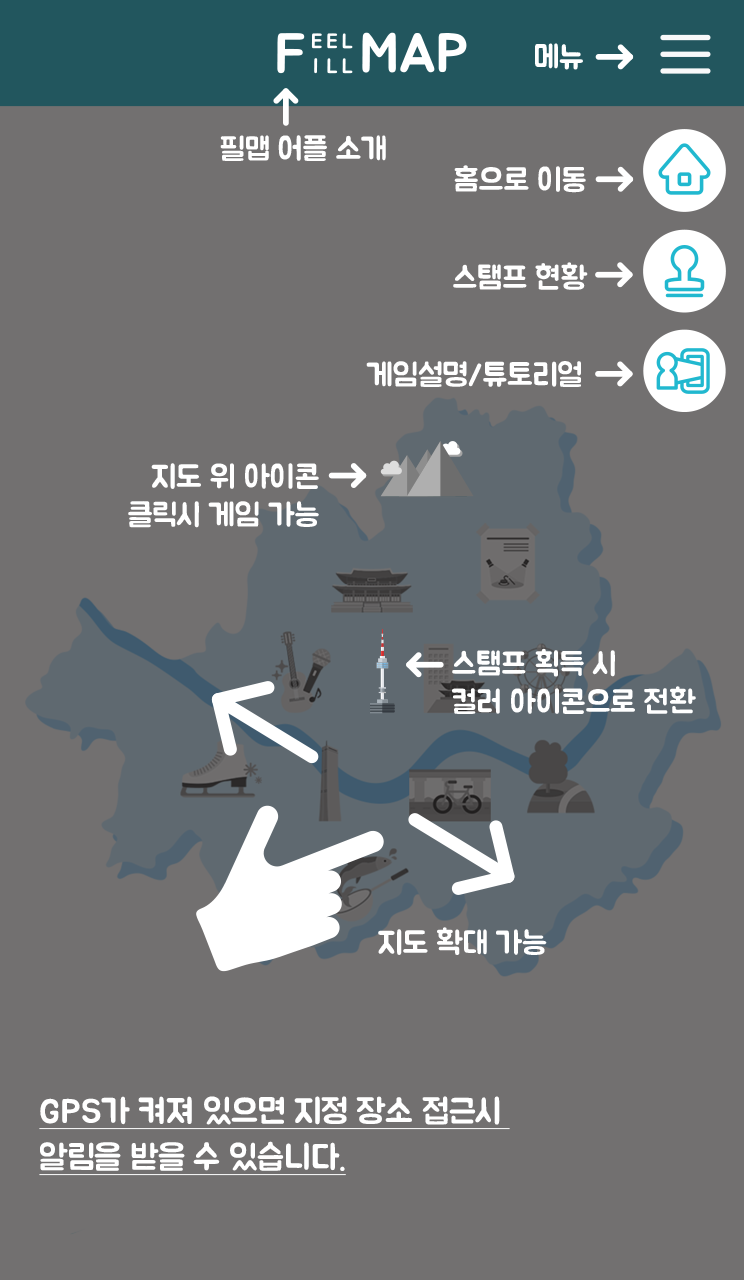 FEEL
FILL MAP
메뉴
필맵 어플 소개
홈으로 이동
스탬프 현황
게임설명/튜토리얼
지도 위 아이콘
클릭시 게임 가능
스탬프 획득 시
컬러 아이콘으로 전환
지도 확대 가능
GPS가 켜져 있으면 지정 장소 접근시
알림을 받을 수 있습니다.